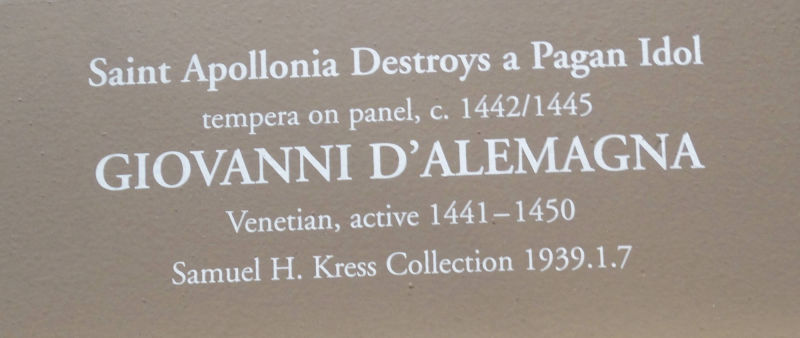 Saint Apollonia Destroys a Pagan Idol
tempera on panel, c. 1442/1445
GIOVANNI D’ALEMAGNA
Venetian, active 1441–1450
Samuel H. Kress Collection 1939.1.7